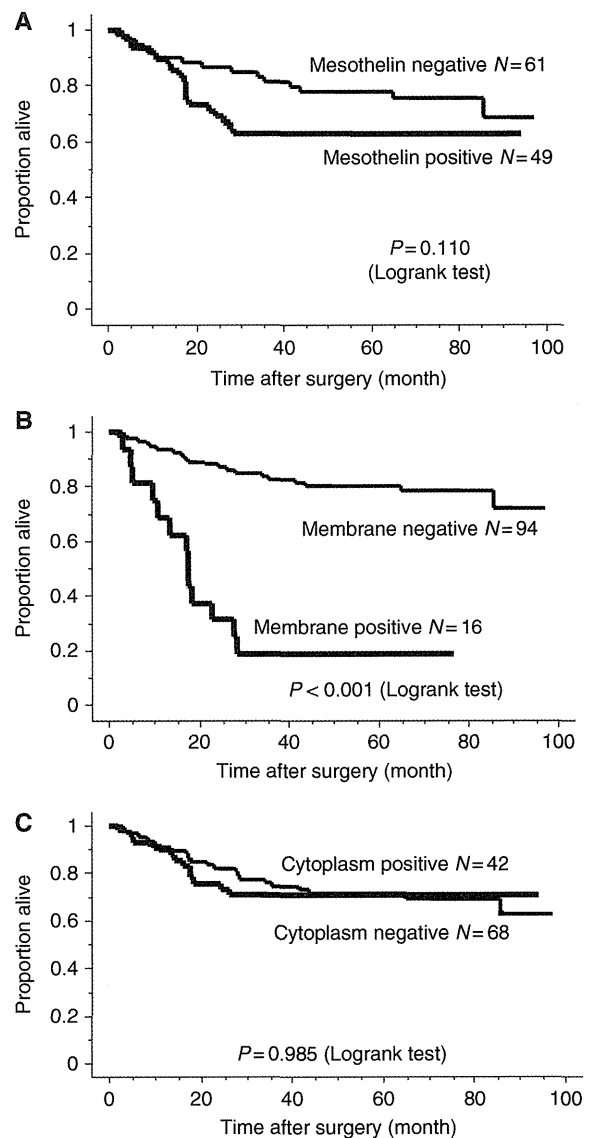 A
1
0.8
0.6
0.4
0.2
0
Proportion alive
Mesothelin negative N=61
Mesothelin positive N=49
P=0.110
(Logrank test)
0 20 40 60 80 100
Time after surgery (month)
B
1
0.8
0.6
0.4
0.2
0
Proportion alive
Membrane negative N=94
Membrane positive N=16
P<0.001 (Logrank test)
0 20 40 60 80 100
Time after surgery (month)
C
1
0.8
0.6
0.4
0.2
0
Proportion alive
Cytoplasm positive N=42
Cytoplasm negative N=68
P=0.985 (Logrank test)
0 20 40 60 80 100
Time after surgery (month)